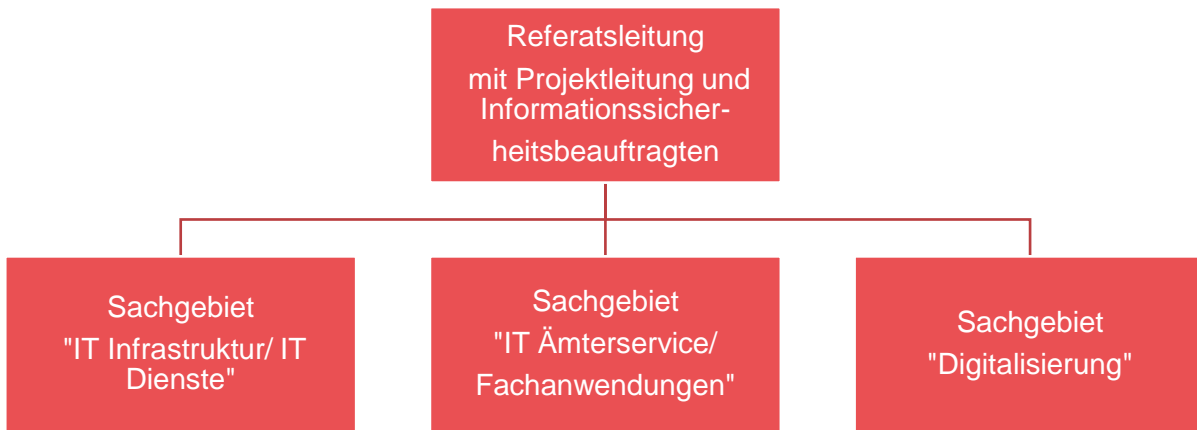 Referatsleitung
mit Projektleitung und
Informationssicher-
heitsbeauftragten
Sachgebiet
"IT Infrastruktur/ IT
Dienste"
Sachgebiet
"IT Ämterservice/
Fachanwendungen"
Sachgebiet
"Digitalisierung"